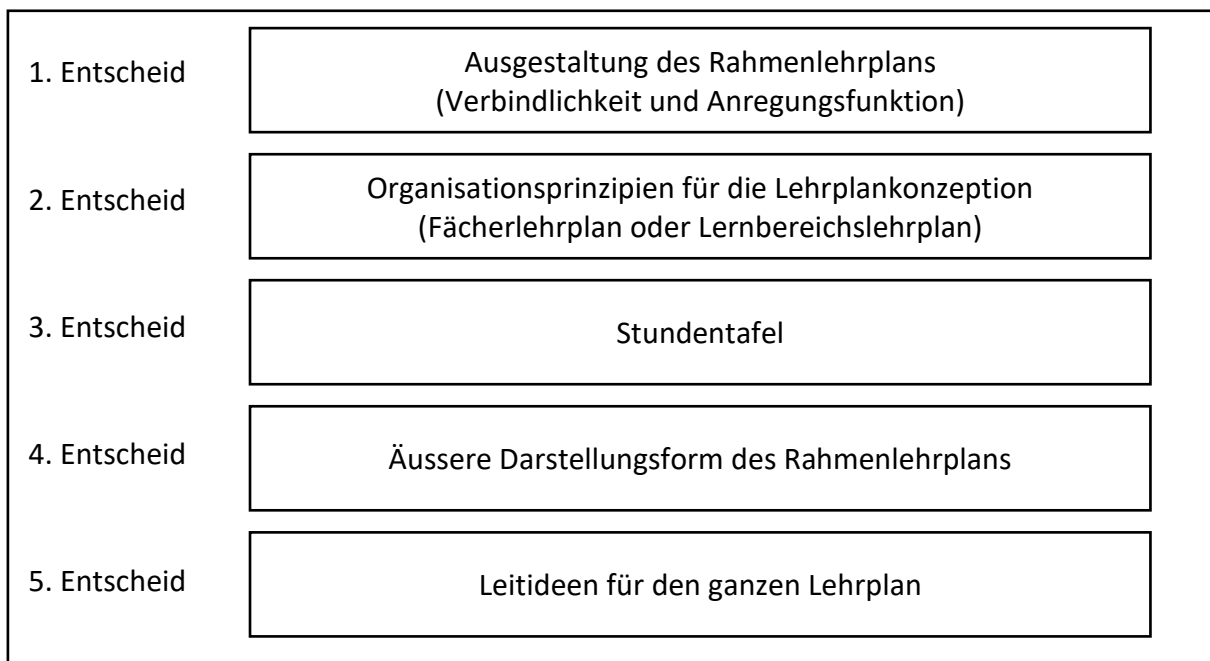 1. Entscheid
Ausgestaltung des Rahmenlehrplans
(Verbindlichkeit und Anregungsfunktion)
2. Entscheid
Organisationsprinzipien für die Lehrplankonzeption
(Fächerlehrplan oder Lernbereichslehrplan)
3. Entscheid
Stundentafel
4. Entscheid
Äussere Darstellungsform des Rahmenlehrplans
5. Entscheid
Leitideen für den ganzen Lehrplan